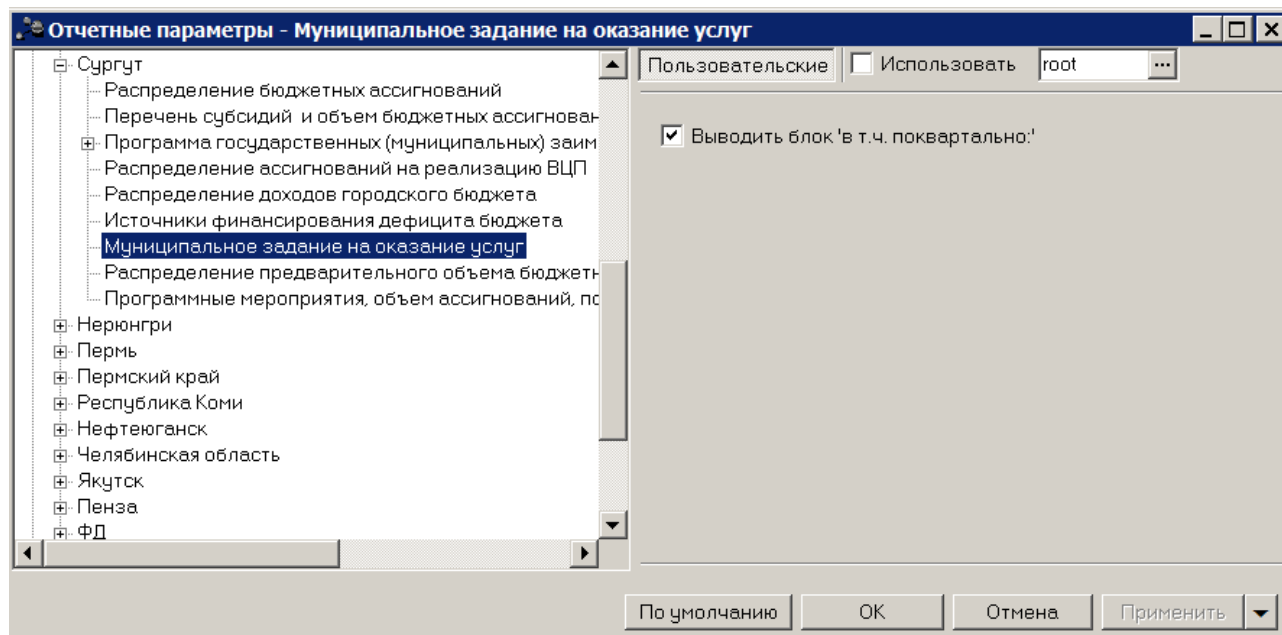 Отчетные параметры - Муниципальное задание на оказание услуг
Сургут
Распределение бюджетных ассигнований
Перечень субсидий и объем бюджетных ассигнован
Программа государственных (муниципальных) заим
Распределение ассигнований на реализацию ВЦП
Распределение доходов городского бюджета
Источники финансирования дефицита бюджета
Муниципальное задание на оказание услуг
Распределение предварительного объема бюджетн
Программные мероприятия, объем ассигнований, по
Нерюнгри
Пермь
Пермский край
Республика Коми
Нефтеюганск
Челябинская область
Якутск
Пенза
ФД
Пользовательские Использовать root ...
Выводить блок 'в т.ч. поквартально:'
По умолчанию OK Отмена Применить